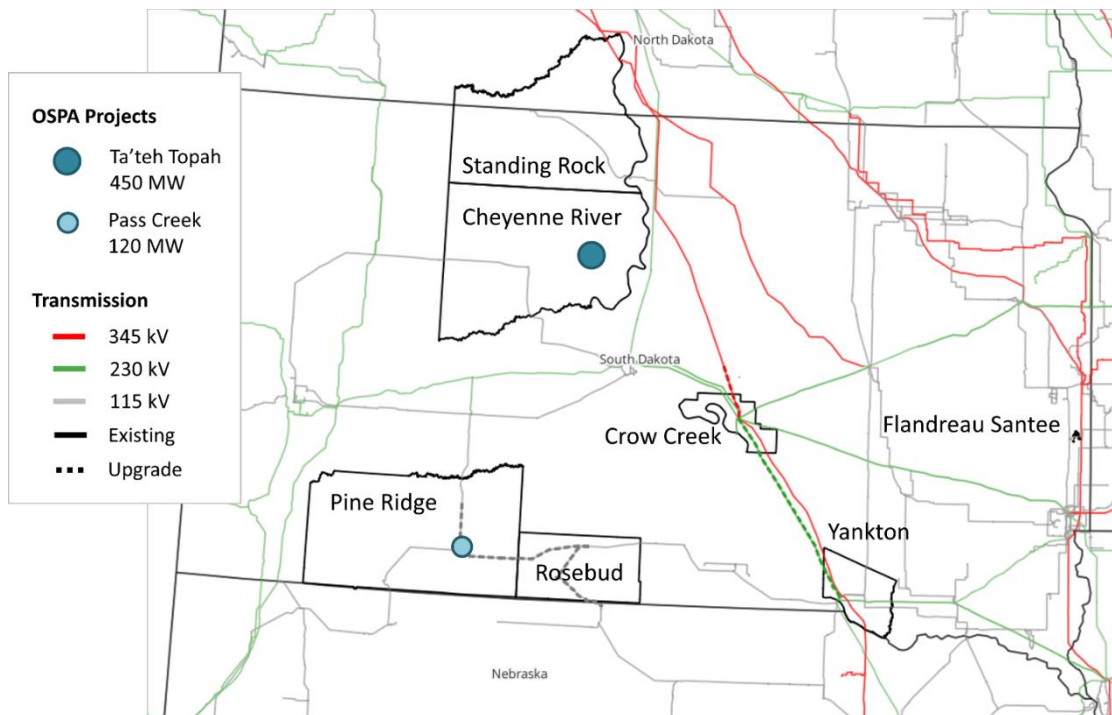 OSPA Projects
Ta'teh Topah
450 MW
Pass Creek
120 MW
Transmission
345 kV
230 kV
115 kV
Existing
Upgrade
North Dakota
Standing Rock
Cheyenne River
South Dakota
Crow Creek
Flandreau Santee
Pine Ridge
Rosebud
Yankton
Nebraska